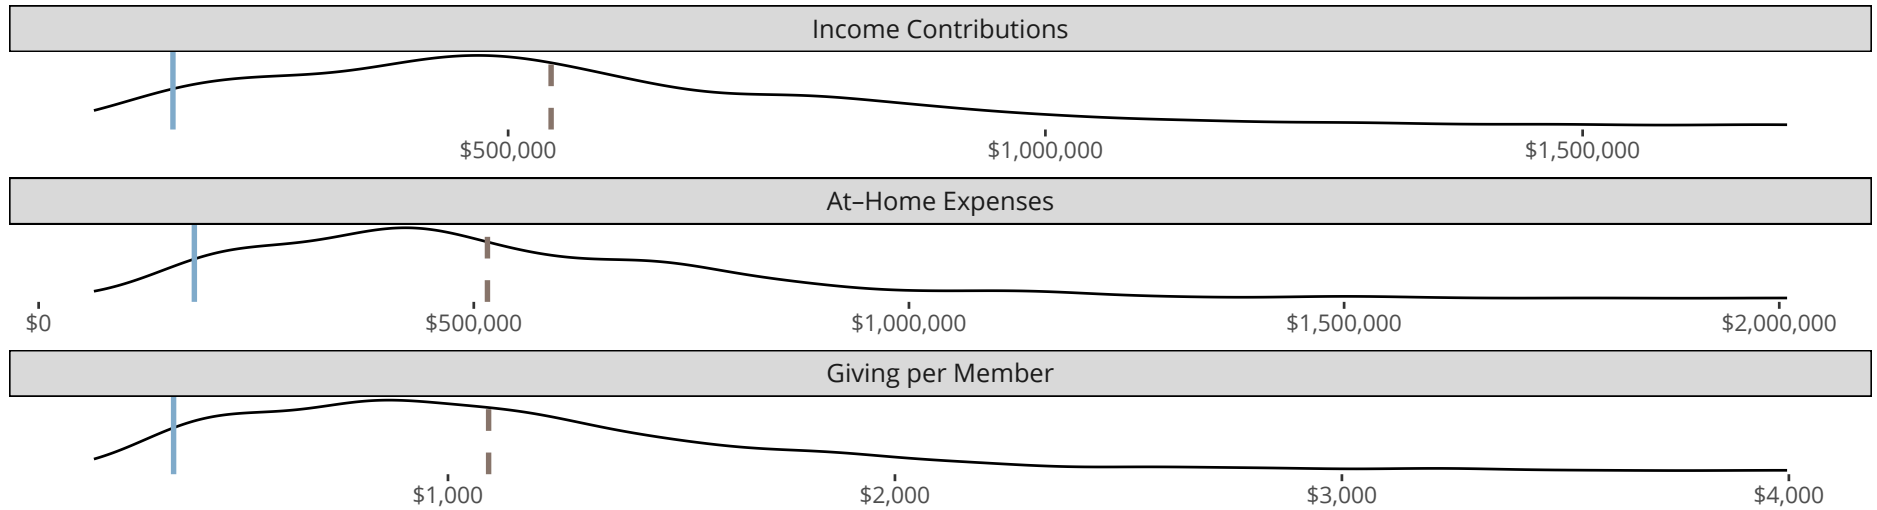 Income Contributions
$500,000 $1,000,000 $1,500,000
At–Home Expenses
$0 $500,000 $1,000,000 $1,500,000 $2,000,000
Giving per Member
$1,000 $2,000 $3,000 $4,000